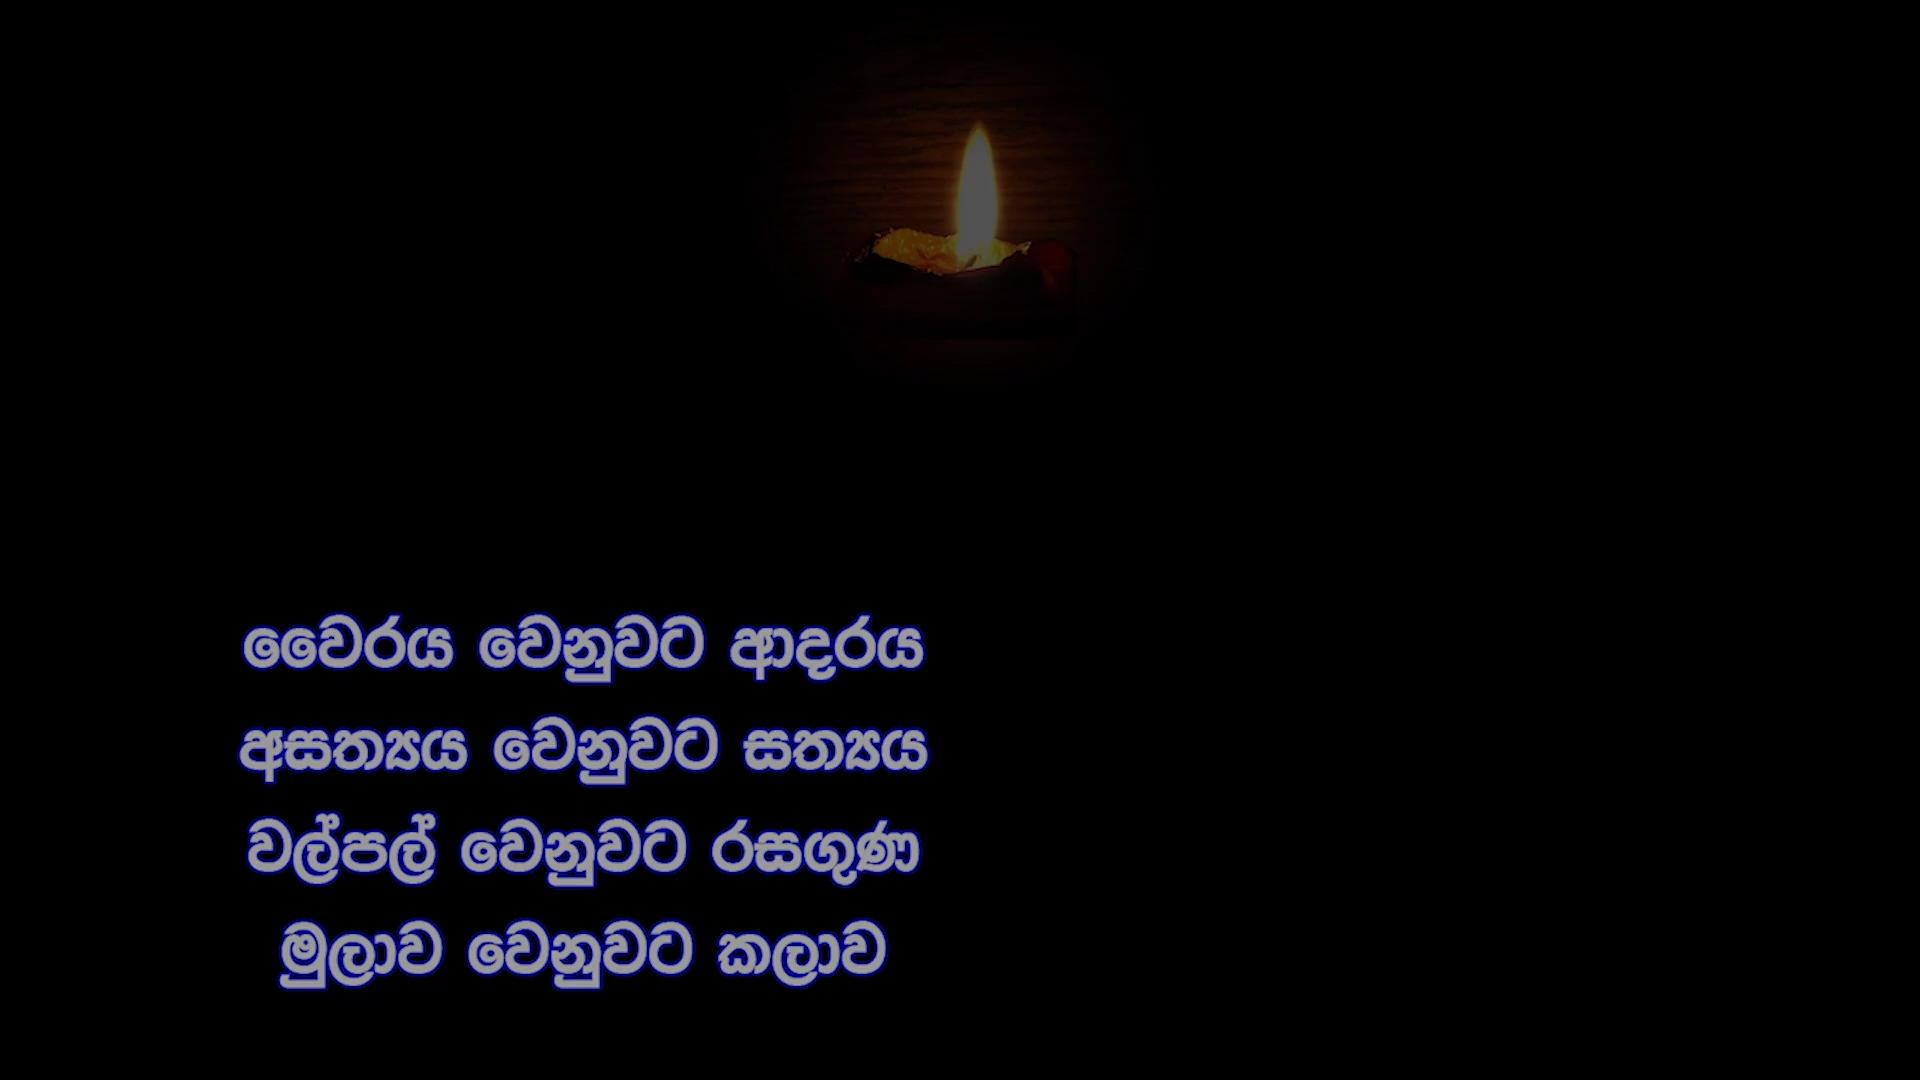 වෛරය වෙනුවට ආදරය
අසත්‍යය වෙනුවට සත්‍යය
වල්පල් වෙනුවට රසගුණ
මුලාව වෙනුවට කලාව